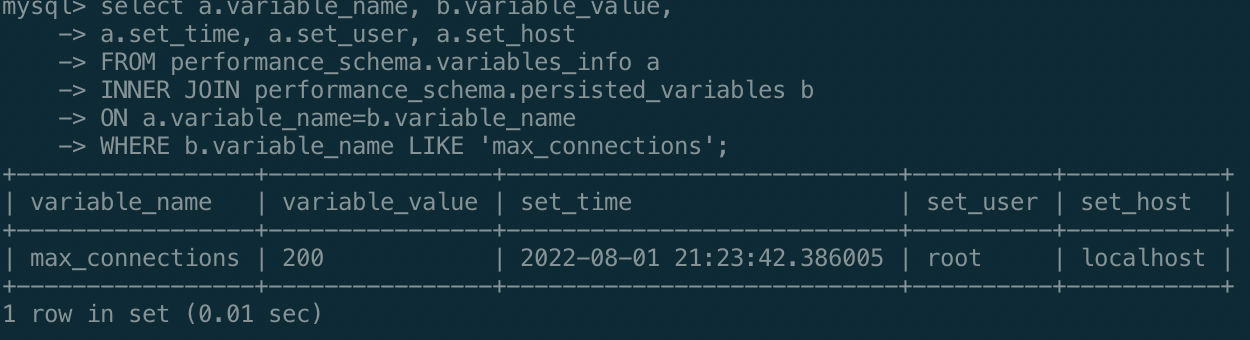 mysql> select a.variable_name, b.variable_value,
    -> a.set_time, a.set_user, a.set_host
    -> FROM performance_schema.variables_info a
    -> INNER JOIN performance_schema.persisted_variables b
    -> ON a.variable_name=b.variable_name
    -> WHERE b.variable_name LIKE 'max_connections';
+-----------------+----------------+----------------------------+----------+-----------+
| variable_name   | variable_value | set_time                   | set_user | set_host  |
+-----------------+----------------+----------------------------+----------+-----------+
| max_connections | 200            | 2022-08-01 21:23:42.386005 | root     | localhost |
+-----------------+----------------+----------------------------+----------+-----------+
1 row in set (0.01 sec)